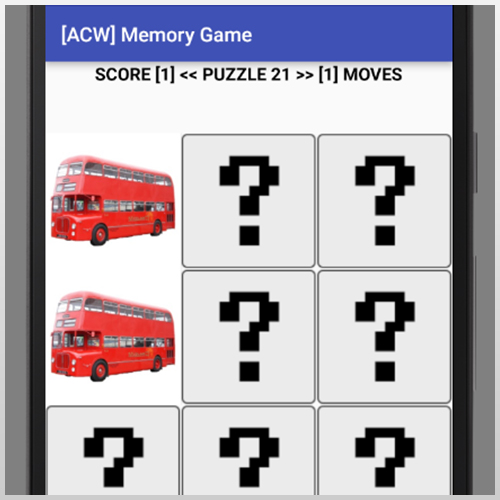 [ACW] Memory Game
SCORE [1] << PUZZLE 21 >> [1] MOVES
? ?
? ?
? ? ?